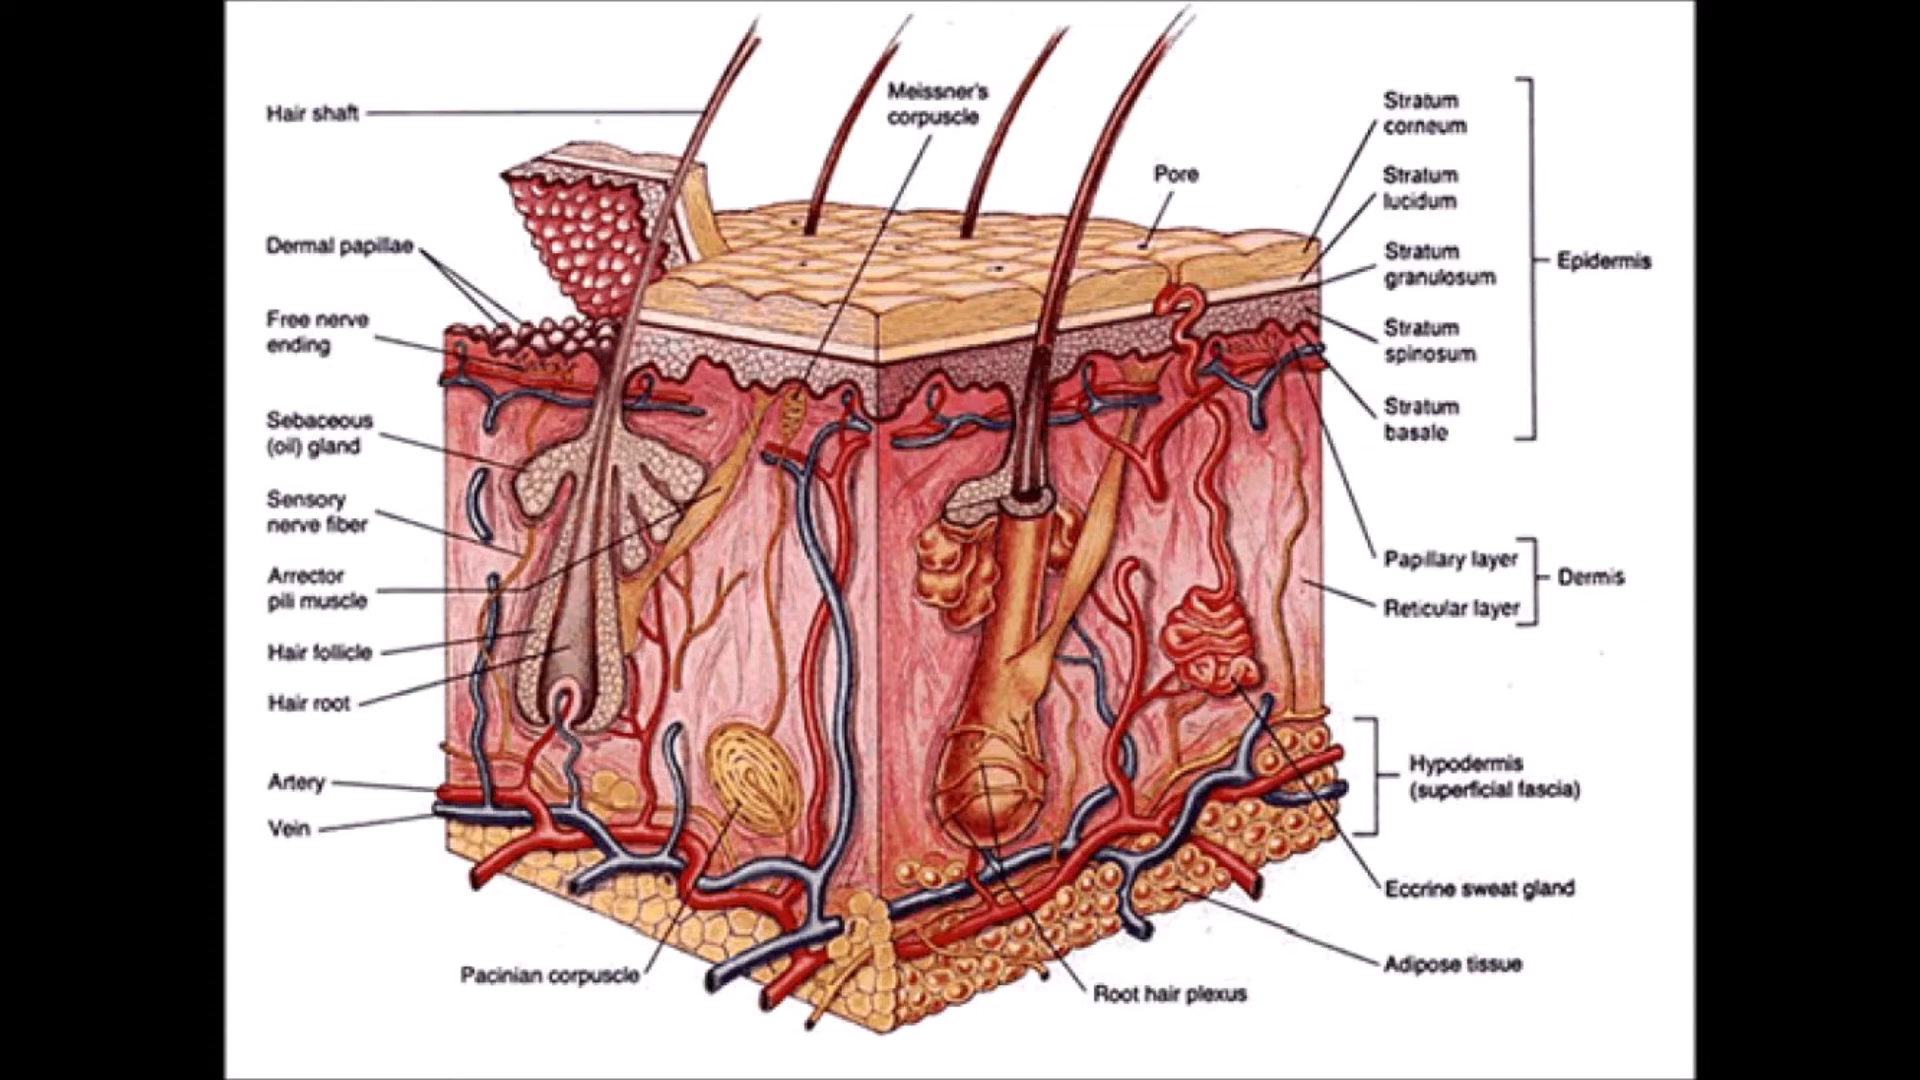 Hair shaft
Dermal papillae
Free nerve
ending
Sebaceous
(oil) gland
Sensory
nerve fiber
Arrector
pili muscle
Hair follicle
Hair root
Artery
Vein
Pacinian corpuscle
Meissner's
corpuscle
Pore
Stratum
corneum
Stratum
lucidum
Stratum
granulosum
Stratum
spinosum
Stratum
basale
Epidermis
Papillary layer
Reticular layer
Dermis
Hypodermis
(superficial fascia)
Eccrine sweat gland
Adipose tissue
Root hair plexus